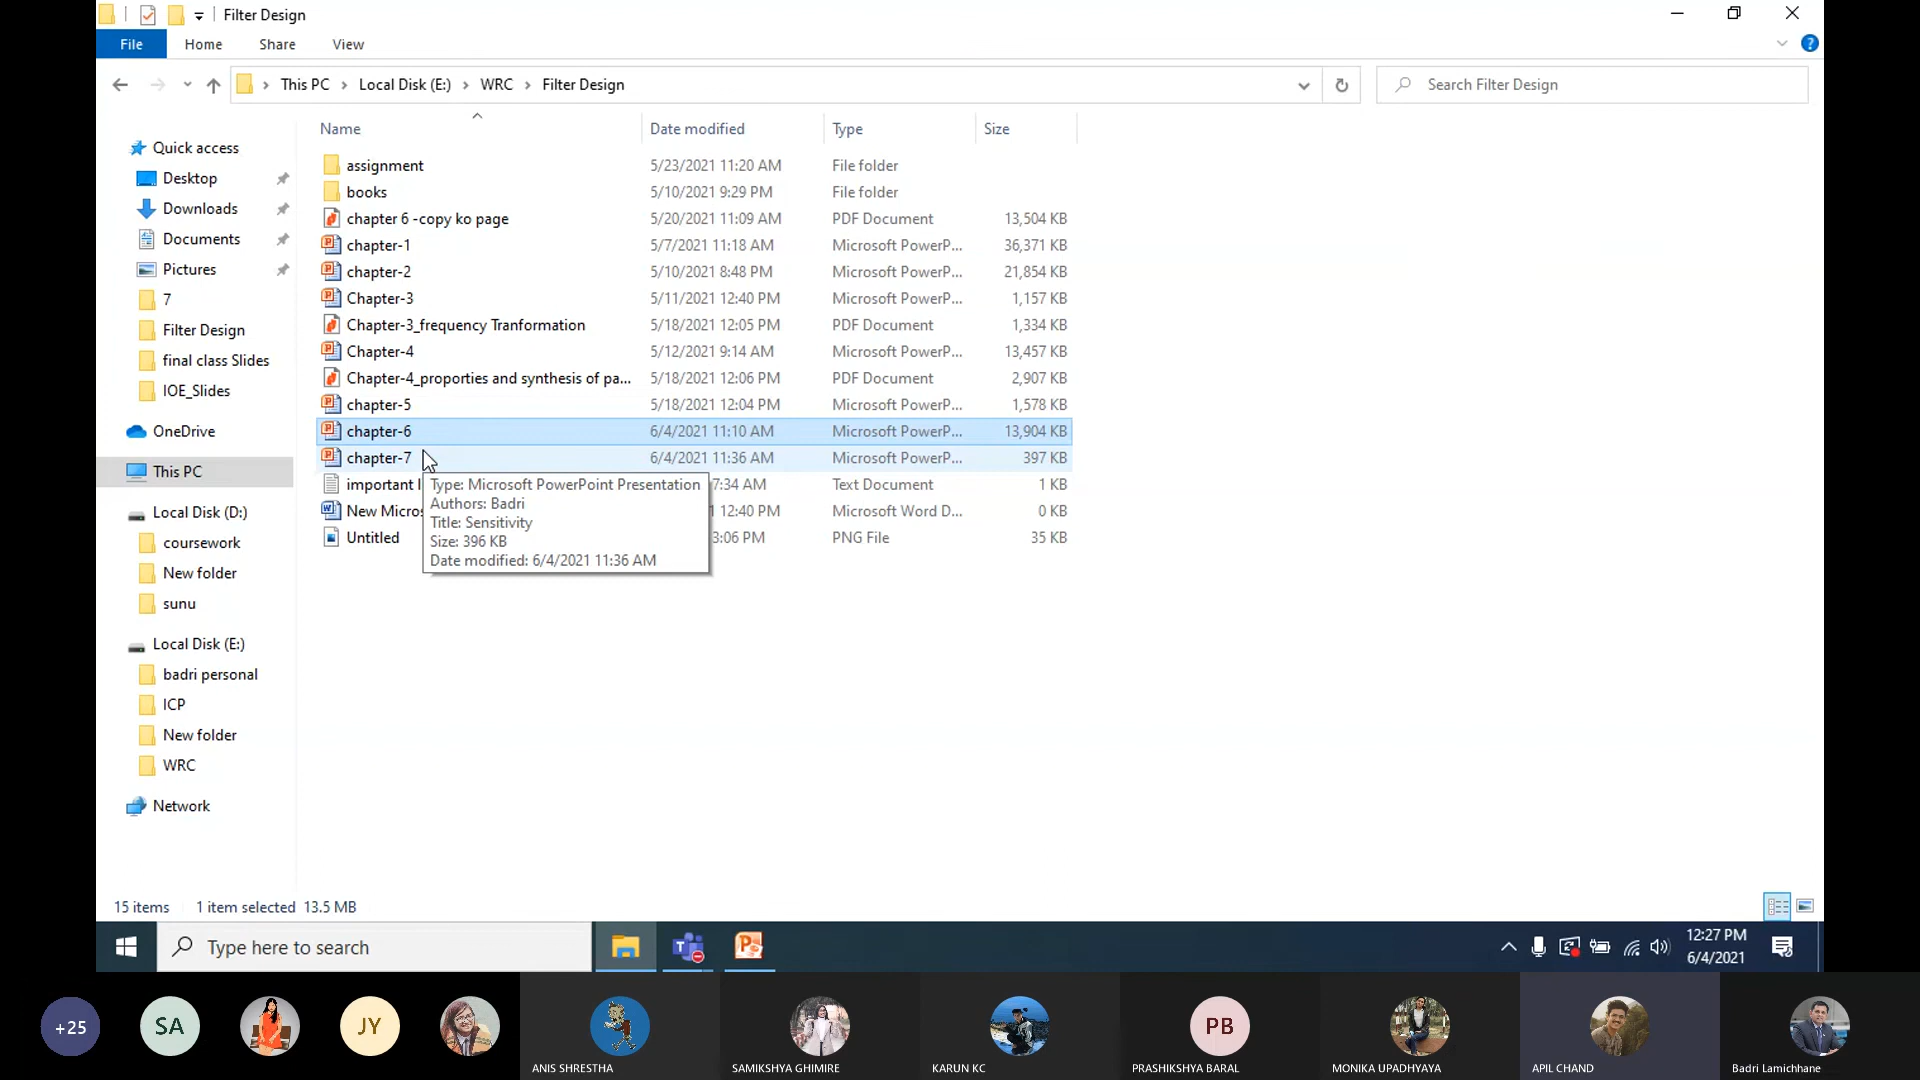 Filter Design
File Home Share View
This PC Local Disk (E:) WRC Filter Design
Search Filter Design
Name Date modified Type Size
Quick access
Desktop
Downloads
Documents
Pictures
7
Filter Design
final class Slides
IOE_Slides
OneDrive
This PC
Local Disk (D:)
coursework
New folder
sunu
Local Disk (E:)
badri personal
ICP
New folder
WRC
Network
assignment 5/23/2021 11:20 AM File folder
books 5/10/2021 9:29 PM File folder
chapter 6 -copy ko page 5/20/2021 11:09 AM PDF Document 13,504 KB
chapter-1 5/7/2021 11:18 AM Microsoft PowerP... 36,371 KB
chapter-2 5/10/2021 8:48 PM Microsoft PowerP... 21,854 KB
Chapter-3 5/11/2021 12:40 PM Microsoft PowerP... 1,157 KB
Chapter-3_frequency Tranformation 5/18/2021 12:05 PM PDF Document 1,334 KB
Chapter-4 5/12/2021 9:14 AM Microsoft PowerP... 13,457 KB
Chapter-4_proporties and synthesis of pa... 5/18/2021 12:06 PM PDF Document 2,907 KB
chapter-5 5/18/2021 12:04 PM Microsoft PowerP... 1,578 KB
chapter-6 6/4/2021 11:10 AM Microsoft PowerP... 13,904 KB
chapter-7 6/4/2021 11:36 AM Microsoft PowerP... 397 KB
important 7:34 AM Text Document 1 KB
New Micros 12:40 PM Microsoft Word D... 0 KB
Untitled 3:06 PM PNG File 35 KB
Type: Microsoft PowerPoint Presentation
Authors: Badri
Title: Sensitivity
Size: 396 KB
Date modified: 6/4/2021 11:36 AM
15 items 1 item selected 13.5 MB
Type here to search
12:27 PM
6/4/2021
+25 SA JY PB
ANIS SHRESTHA SAMIKSHYA GHIMIRE KARUN KC PRASHIKSHYA BARAL MONIKA UPADHYAYA APIL CHAND Badri Lamichhane